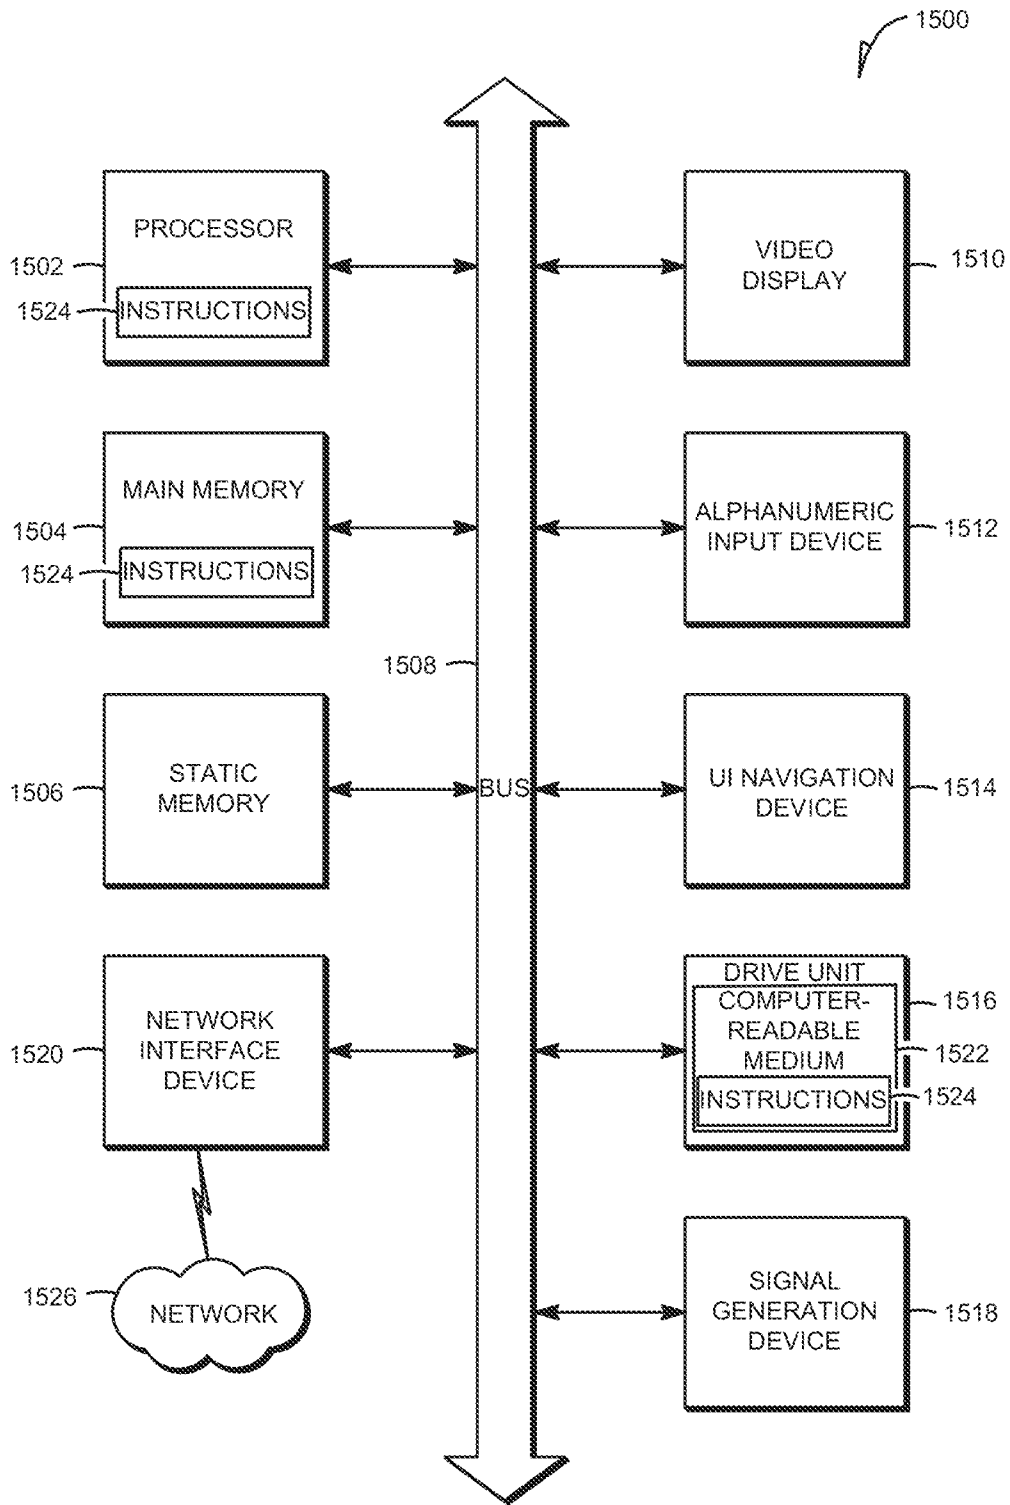 1500
PROCESSOR
1502
1524
INSTRUCTIONS
VIDEO
DISPLAY
1510
MAIN MEMORY
1504
1524
INSTRUCTIONS
ALPHANUMERIC
INPUT DEVICE
1512
1508
STATIC
MEMORY
1506
BUS
UI NAVIGATION
DEVICE
1514
NETWORK
INTERFACE
DEVICE
1520
DRIVE UNIT
COMPUTER-
READABLE
MEDIUM
INSTRUCTIONS
1516
1522
1524
1526
NETWORK
SIGNAL
GENERATION
DEVICE
1518